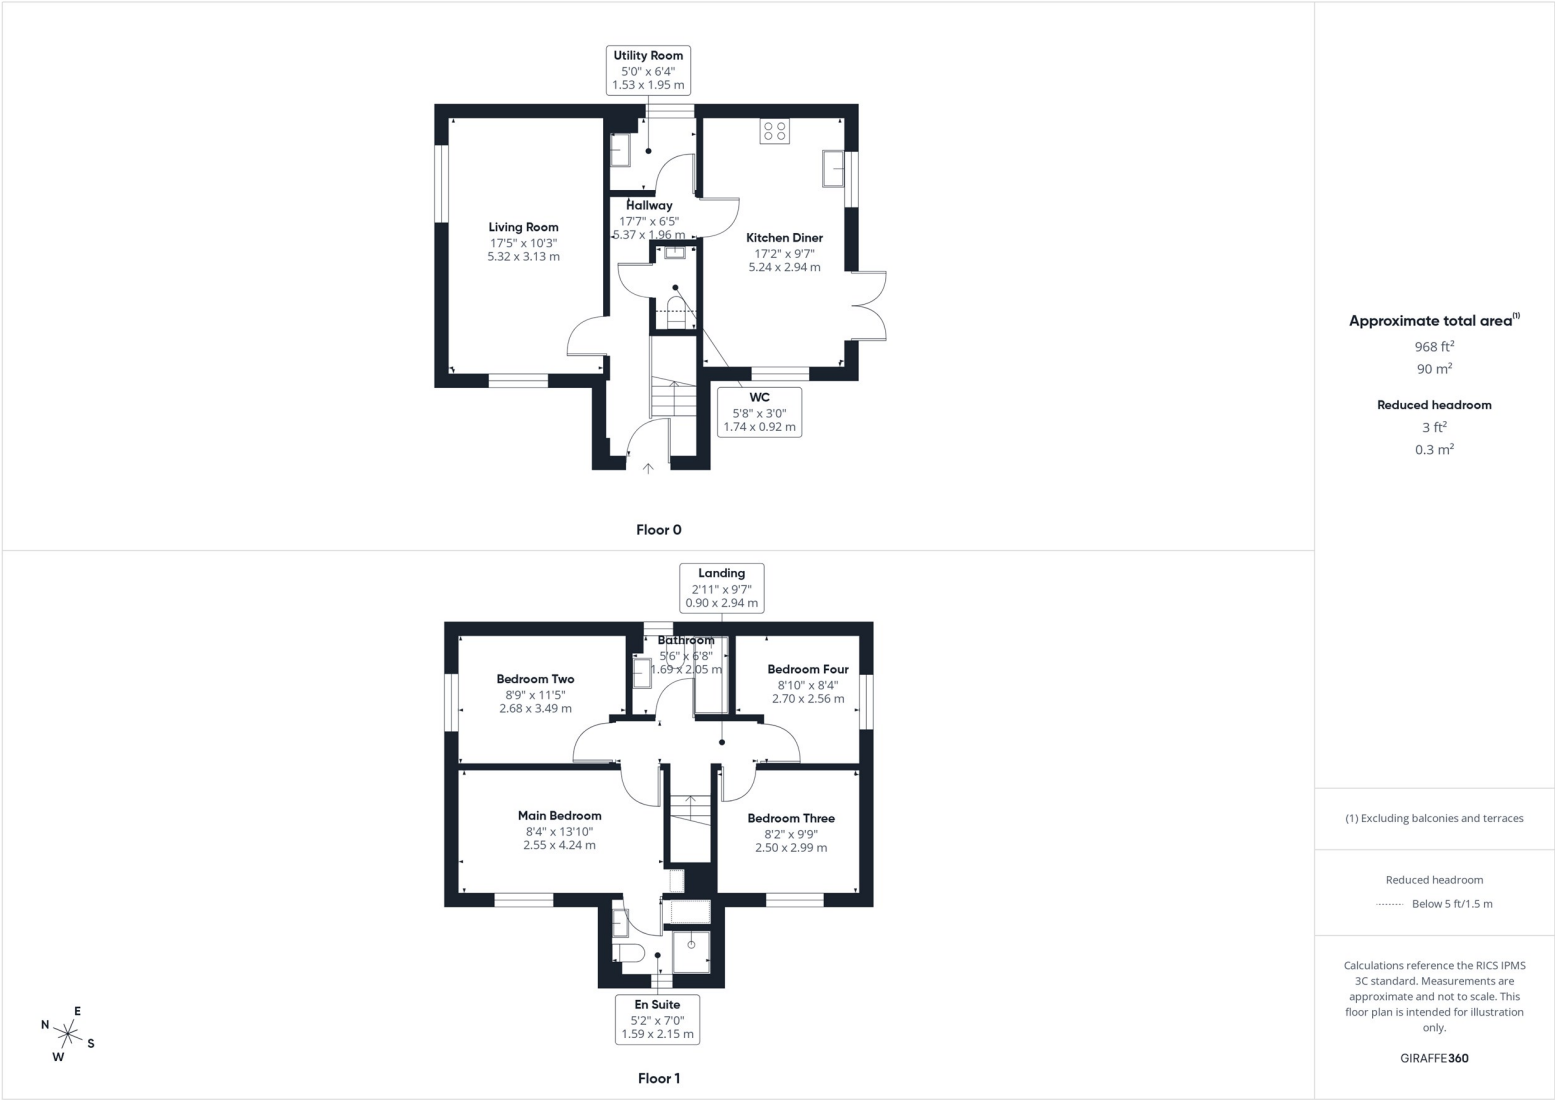 Utility Room
5'0" x 6'4"
1.53 x 1.95 m
Living Room
17'5" x 10'3"
5.32 x 3.13 m
Hallway
17'7" x 6'5"
5.37 x 1.96 m
Kitchen Diner
17'2" x 9'7"
5.24 x 2.94 m
WC
5'8" x 3'0"
1.74 x 0.92 m
Floor 0
Landing
2'11" x 9'7"
0.90 x 2.94 m
Bathroom
5'6" x 6'8"
1.69 x 2.05 m
Bedroom Two
8'9" x 11'5"
2.68 x 3.49 m
Bedroom Four
8'10" x 8'4"
2.70 x 2.56 m
Main Bedroom
8'4" x 13'10"
2.55 x 4.24 m
Bedroom Three
8'2" x 9'9"
2.50 x 2.99 m
En Suite
5'2" x 7'0"
1.59 x 2.15 m
Floor 1
E
N
S
W
Approximate total area(1)
968 ft²
90 m²
Reduced headroom
3 ft²
0.3 m²
(1) Excluding balconies and terraces
Reduced headroom
Below 5 ft/1.5 m
Calculations reference the RICS IPMS
3C standard. Measurements are
approximate and not to scale. This
floor plan is intended for illustration
only.
GIRAFFE360